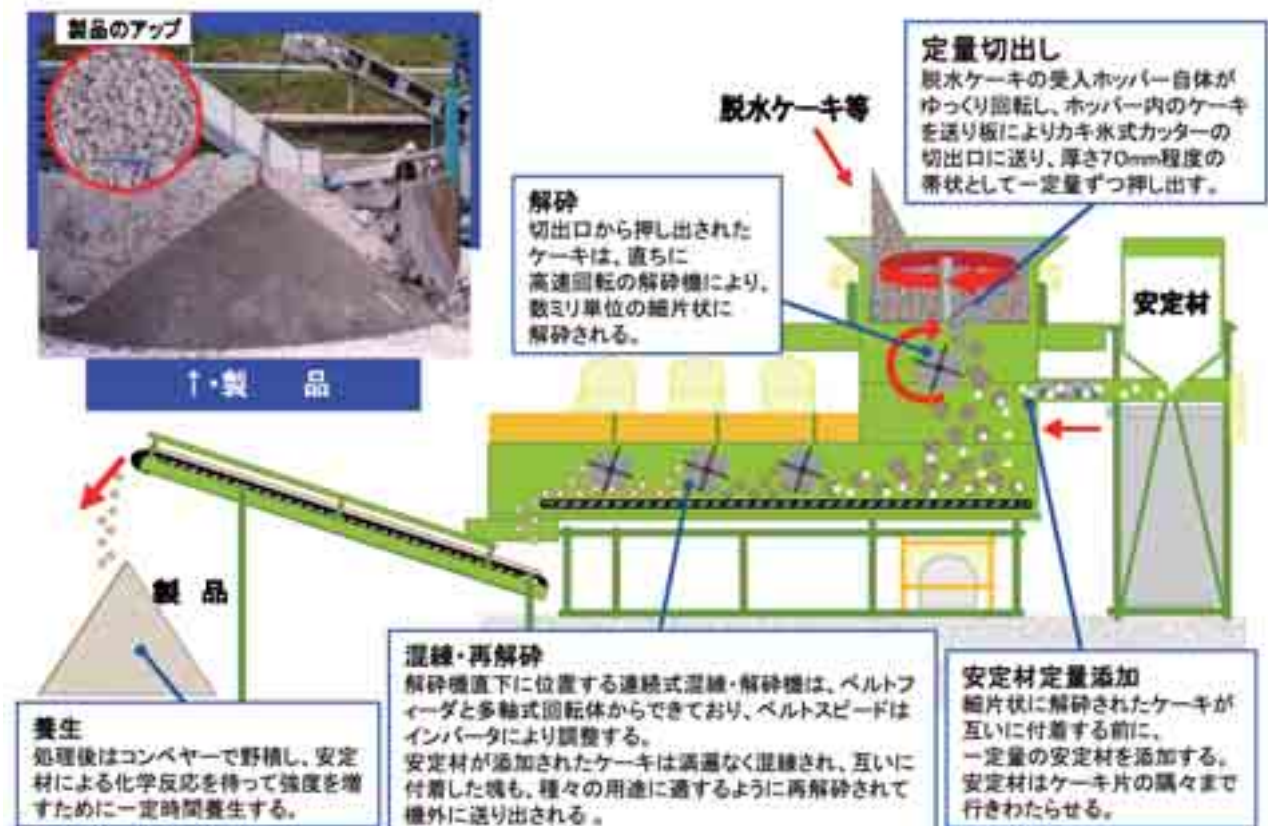 製品のアップ
↑・製 品
脱水ケーキ等
定量切出し
脱水ケーキの受入ホッパー自体が
ゆっくり回転し、ホッパー内のケーキ
を送り板によりカキ氷式カッターの
切出口に送り、厚さ70mm程度の
帯状として一定量ずつ押し出す。
解砕
切出口から押し出された
ケーキは、直ちに
高速回転の解砕機により、
数ミリ単位の細片状に
解砕される。
安定材
製 品
養生
処理後はコンベヤーで野積し、安定
材による化学反応を待って強度を増
すために一定時間養生する。
混練・再解砕
解砕機直下に位置する連続式混練・解砕機は、ベルトフ
ィーダと多軸式回転体からできており、ベルトスピードは
インバータにより調整する。
安定材が添加されたケーキは満遍なく混練され、互いに
付着した塊も、種々の用途に適するように再解砕されて
機外に送り出される 。
安定材定量添加
細片状に解砕されたケーキが
互いに付着する前に、
一定量の安定材を添加する。
安定材はケーキ片の隅々まで
行きわたらせる。